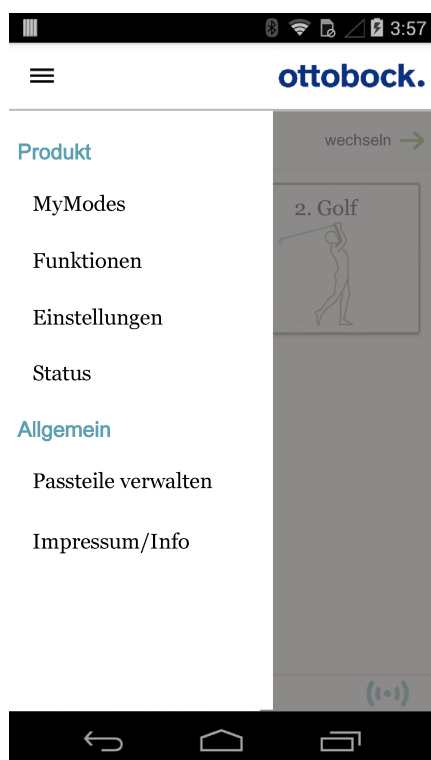 3:57
ottobock.
Produkt
wechseln
MyModes
2. Golf
Funktionen
Einstellungen
Status
Allgemein
Passteile verwalten
Impressum/Info